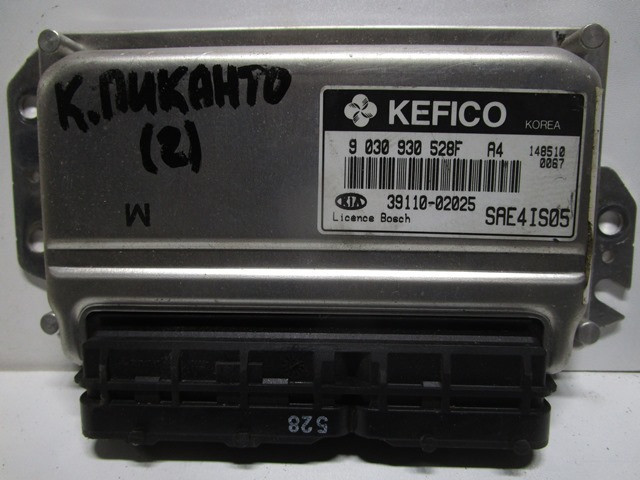 К. ПИКАНТО
(2)
M
KEFICO
KOREA
9 030 930 528F A4
148510
0067
KIA
39110-02025
Licence Bosch
SAE4IS05
528